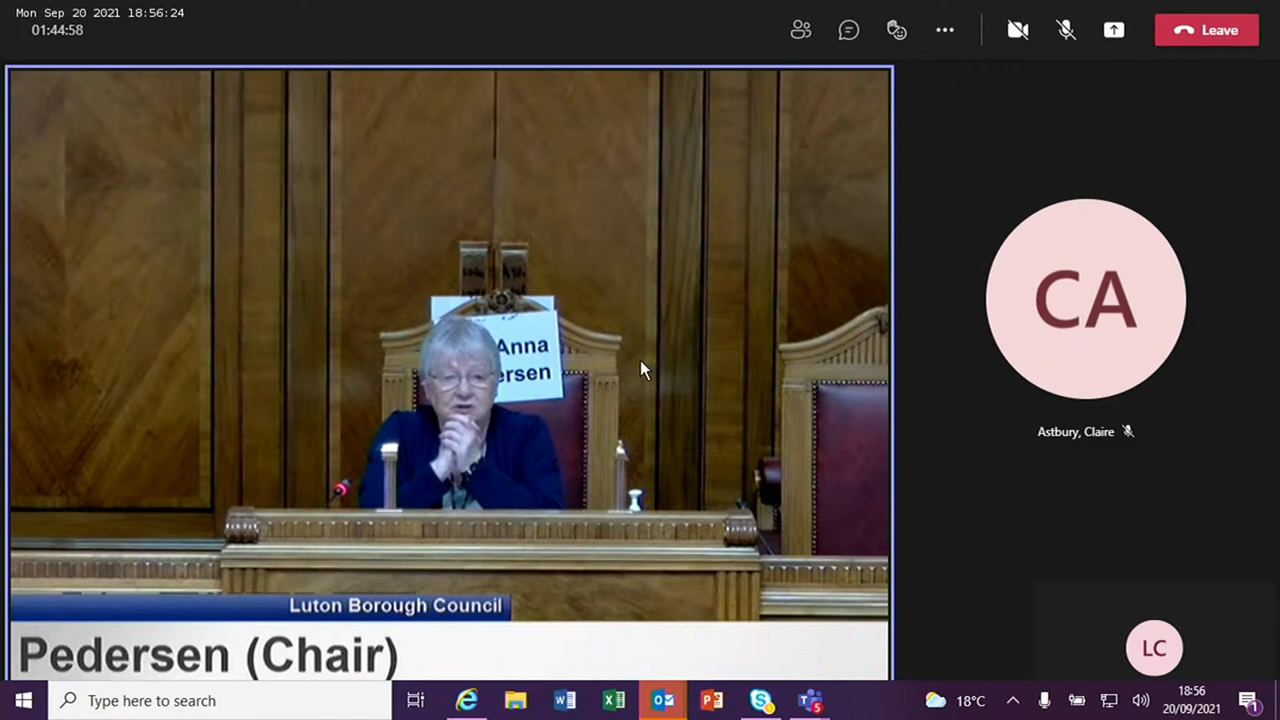 Mon Sep 20 2021 18:56:24
01:44:58
Leave
Anna
ersen
CA
Astbury, Claire
Luton Borough Council
Pedersen (Chair)
LC
Type here to search
18°C
18:56
20/09/2021